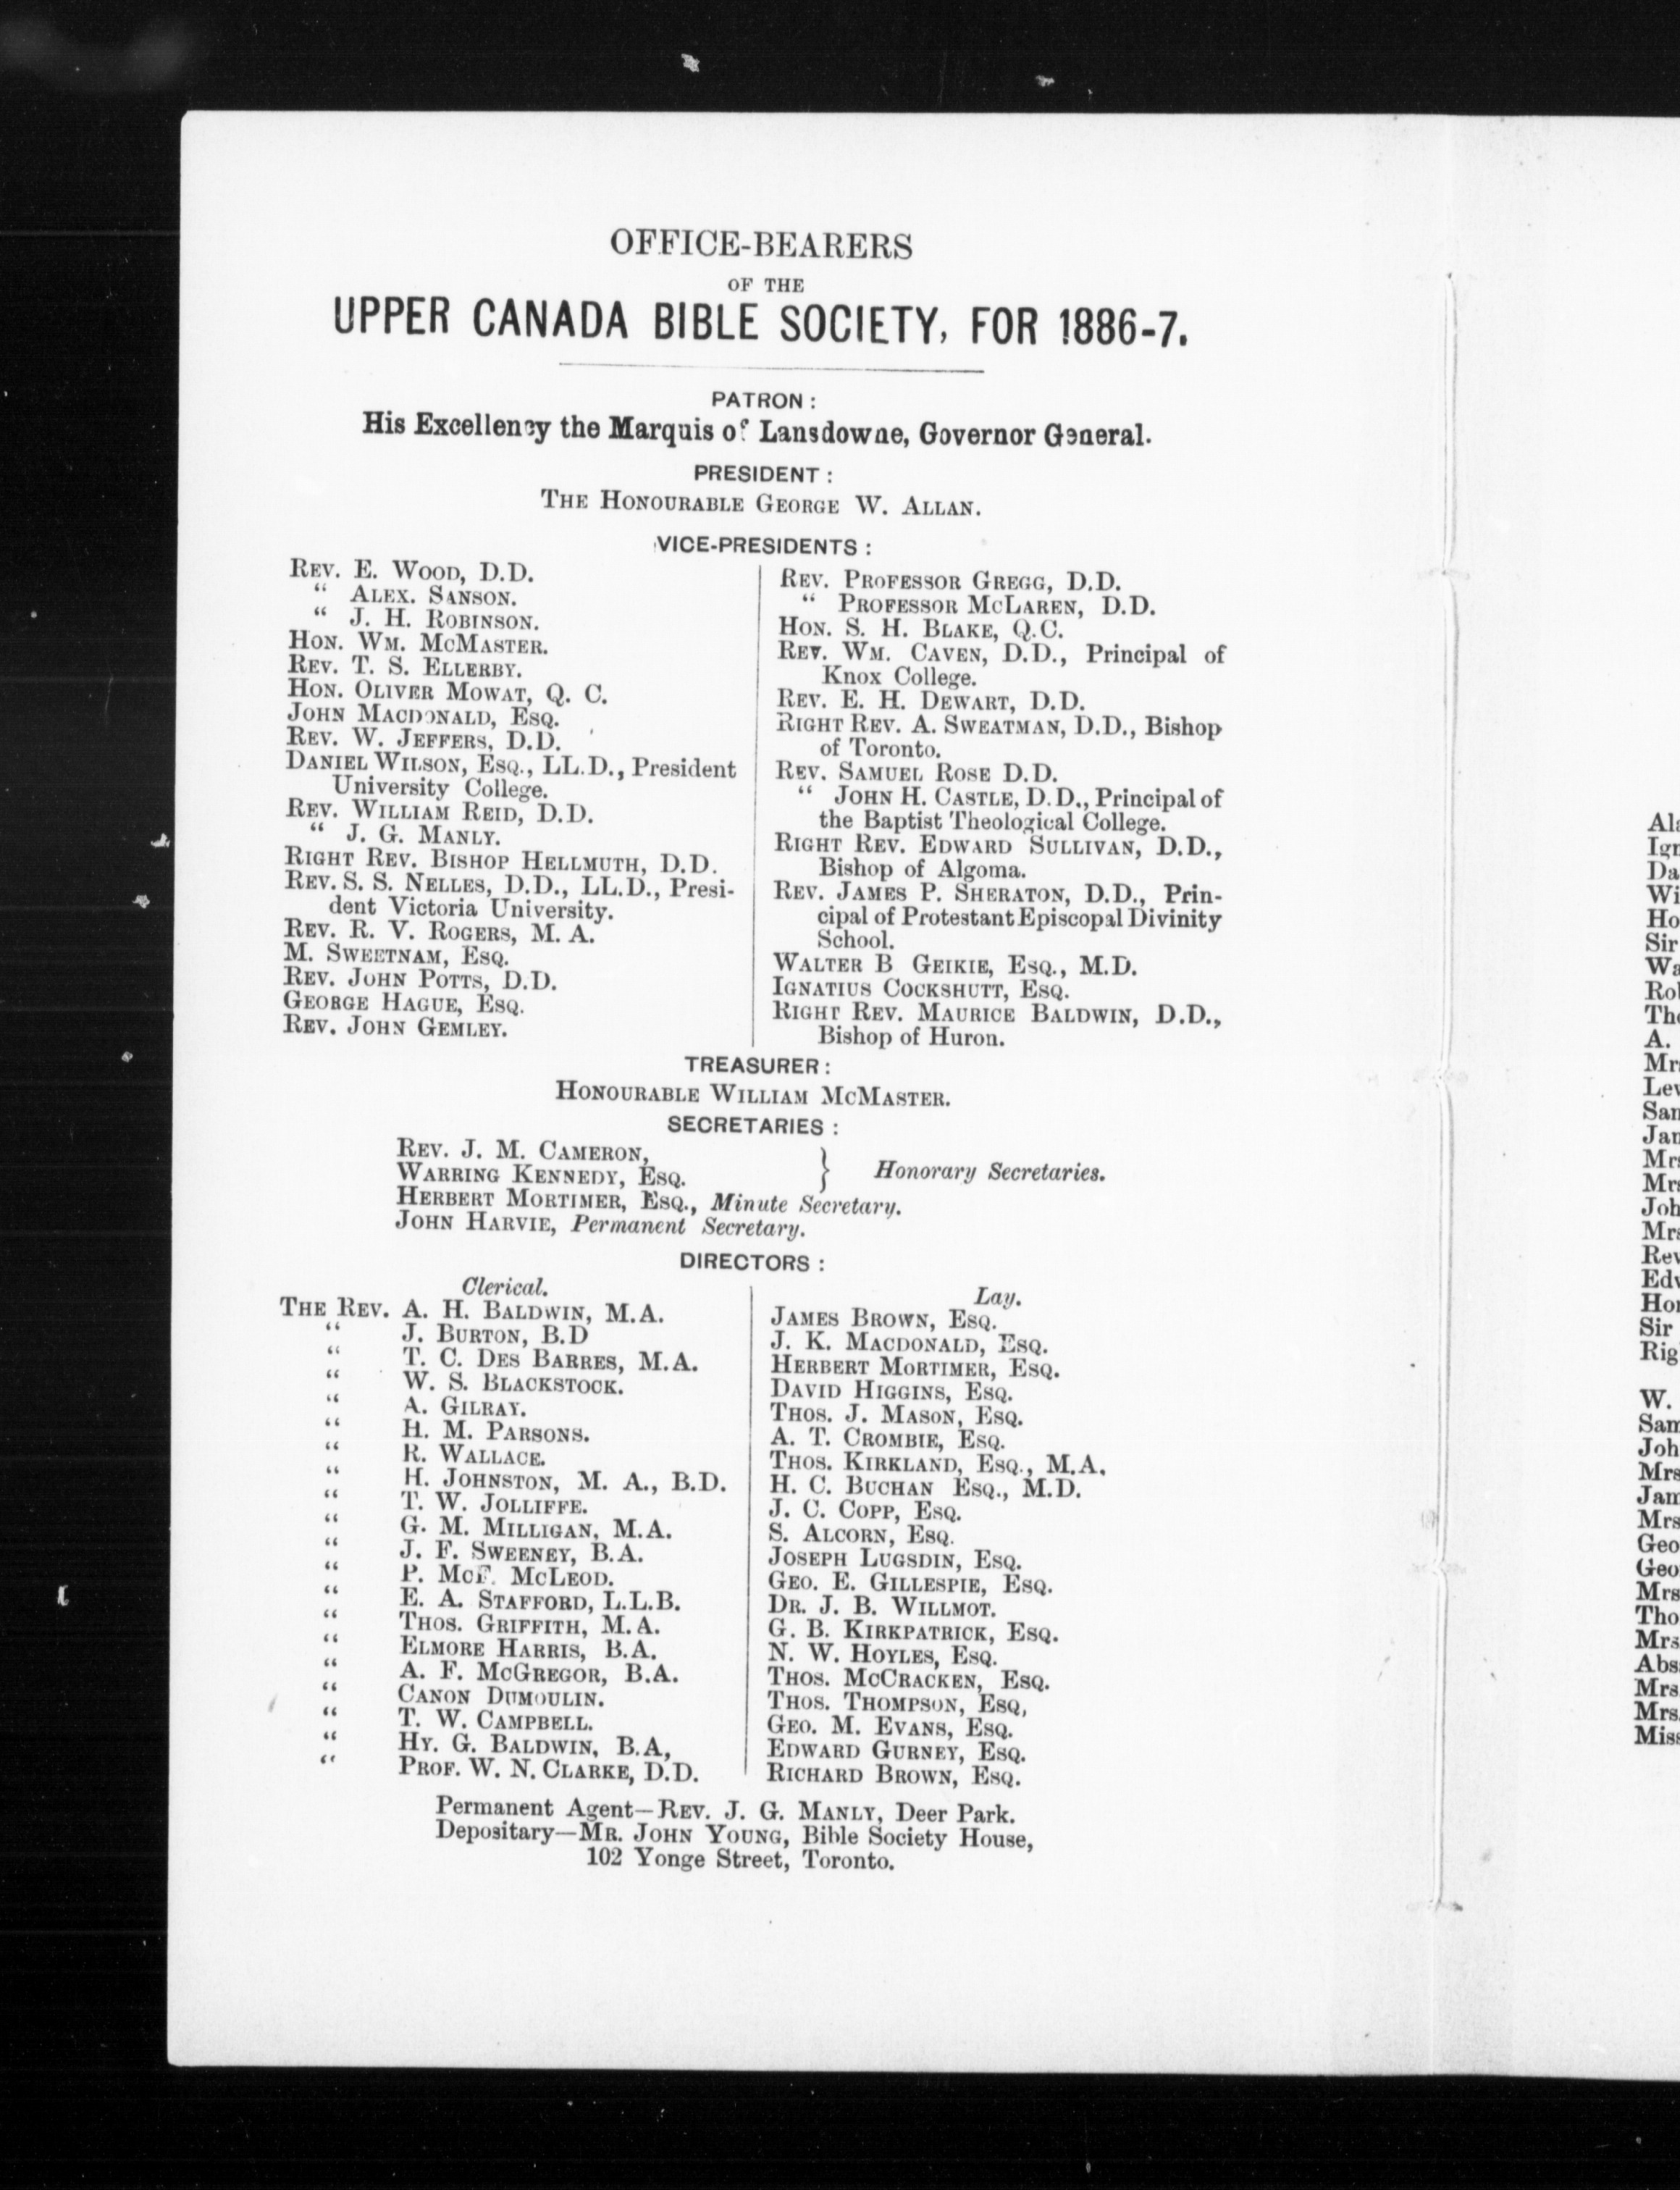 OFFICE-BEARERS
OF THE
UPPER CANADA BIBLE SOCIETY, FOR 1886-7.
PATRON :
His Excellency the Marquis of Lansdowne, Governor General.
PRESIDENT :
THE HONOURABLE GEORGE W. ALLAN.
VICE-PRESIDENTS :
REV. E. WOOD, D.D.
“ ALEX. SANSON.
“ J. H. ROBINSON.
HON. WM. MCMASTER.
REV. T. S. ELLERBY.
HON. OLIVER MOWAT, Q. C.
JOHN MACDONALD, ESQ.
REV. W. JEFFERS, D.D.
DANIEL WILSON, ESQ., LL.D., President
University College.
REV. WILLIAM REID, D.D.
“ J. G. MANLY.
RIGHT REV. BISHOP HELLMUTH, D.D.
REV. S. S. NELLES, D.D., LL.D., Presi-
dent Victoria University.
REV. R. V. ROGERS, M. A.
M. SWEETNAM, ESQ.
REV. JOHN POTTS, D.D.
GEORGE HAGUE, ESQ.
REV. JOHN GEMLEY.
REV. PROFESSOR GREGG, D.D.
“ PROFESSOR MCLAREN, D.D.
HON. S. H. BLAKE, Q.C.
REV. WM. CAVEN, D.D., Principal of
Knox College.
REV. E. H. DEWART, D.D.
RIGHT REV. A. SWEATMAN, D.D., Bishop
of Toronto.
REV. SAMUEL ROSE D.D.
“ JOHN H. CASTLE, D.D., Principal of
the Baptist Theological College.
RIGHT REV. EDWARD SULLIVAN, D.D.,
Bishop of Algoma.
REV. JAMES P. SHERATON, D.D., Prin-
cipal of Protestant Episcopal Divinity
School.
WALTER B GEIKIE, ESQ., M.D.
IGNATIUS COCKSHUTT, ESQ.
RIGHT REV. MAURICE BALDWIN, D.D.,
Bishop of Huron.
TREASURER :
HONOURABLE WILLIAM MCMASTER.
SECRETARIES :
REV. J. M. CAMERON,
WARRING KENNEDY, ESQ. } Honorary Secretaries.
HERBERT MORTIMER, ESQ., Minute Secretary.
JOHN HARVIE, Permanent Secretary.
DIRECTORS :
Clerical.
THE REV. A. H. BALDWIN, M.A.
“ J. BURTON, B.D
“ T. C. DES BARRES, M.A.
“ W. S. BLACKSTOCK.
“ A. GILRAY.
“ H. M. PARSONS.
“ R. WALLACE.
“ H. JOHNSTON, M. A., B.D.
“ T. W. JOLLIFFE.
“ G. M. MILLIGAN, M.A.
“ J. F. SWEENEY, B.A.
“ P. MCF. MCLEOD.
“ E. A. STAFFORD, L.L.B.
“ THOS. GRIFFITH, M.A.
“ ELMORE HARRIS, B.A.
“ A. F. MCGREGOR, B.A.
“ CANON DUMOULIN.
“ T. W. CAMPBELL.
“ HY. G. BALDWIN, B.A,
“ PROF. W. N. CLARKE, D.D.
Lay.
JAMES BROWN, ESQ.
J. K. MACDONALD, ESQ.
HERBERT MORTIMER, ESQ.
DAVID HIGGINS, ESQ.
THOS. J. MASON, ESQ.
A. T. CROMBIE, ESQ.
THOS. KIRKLAND, ESQ., M.A.
H. C. BUCHAN ESQ., M.D.
J. C. COPP, ESQ.
S. ALCORN, ESQ.
JOSEPH LUGSDIN, ESQ.
GEO. E. GILLESPIE, ESQ.
DR. J. B. WILLMOT.
G. B. KIRKPATRICK, ESQ.
N. W. HOYLES, ESQ.
THOS. MCCRACKEN, ESQ.
THOS. THOMPSON, ESQ,
GEO. M. EVANS, ESQ.
EDWARD GURNEY, ESQ.
RICHARD BROWN, ESQ.
Permanent Agent—REV. J. G. MANLY, Deer Park.
Depositary—MR. JOHN YOUNG, Bible Society House,
102 Yonge Street, Toronto.
Sir
A.
Sir
W.